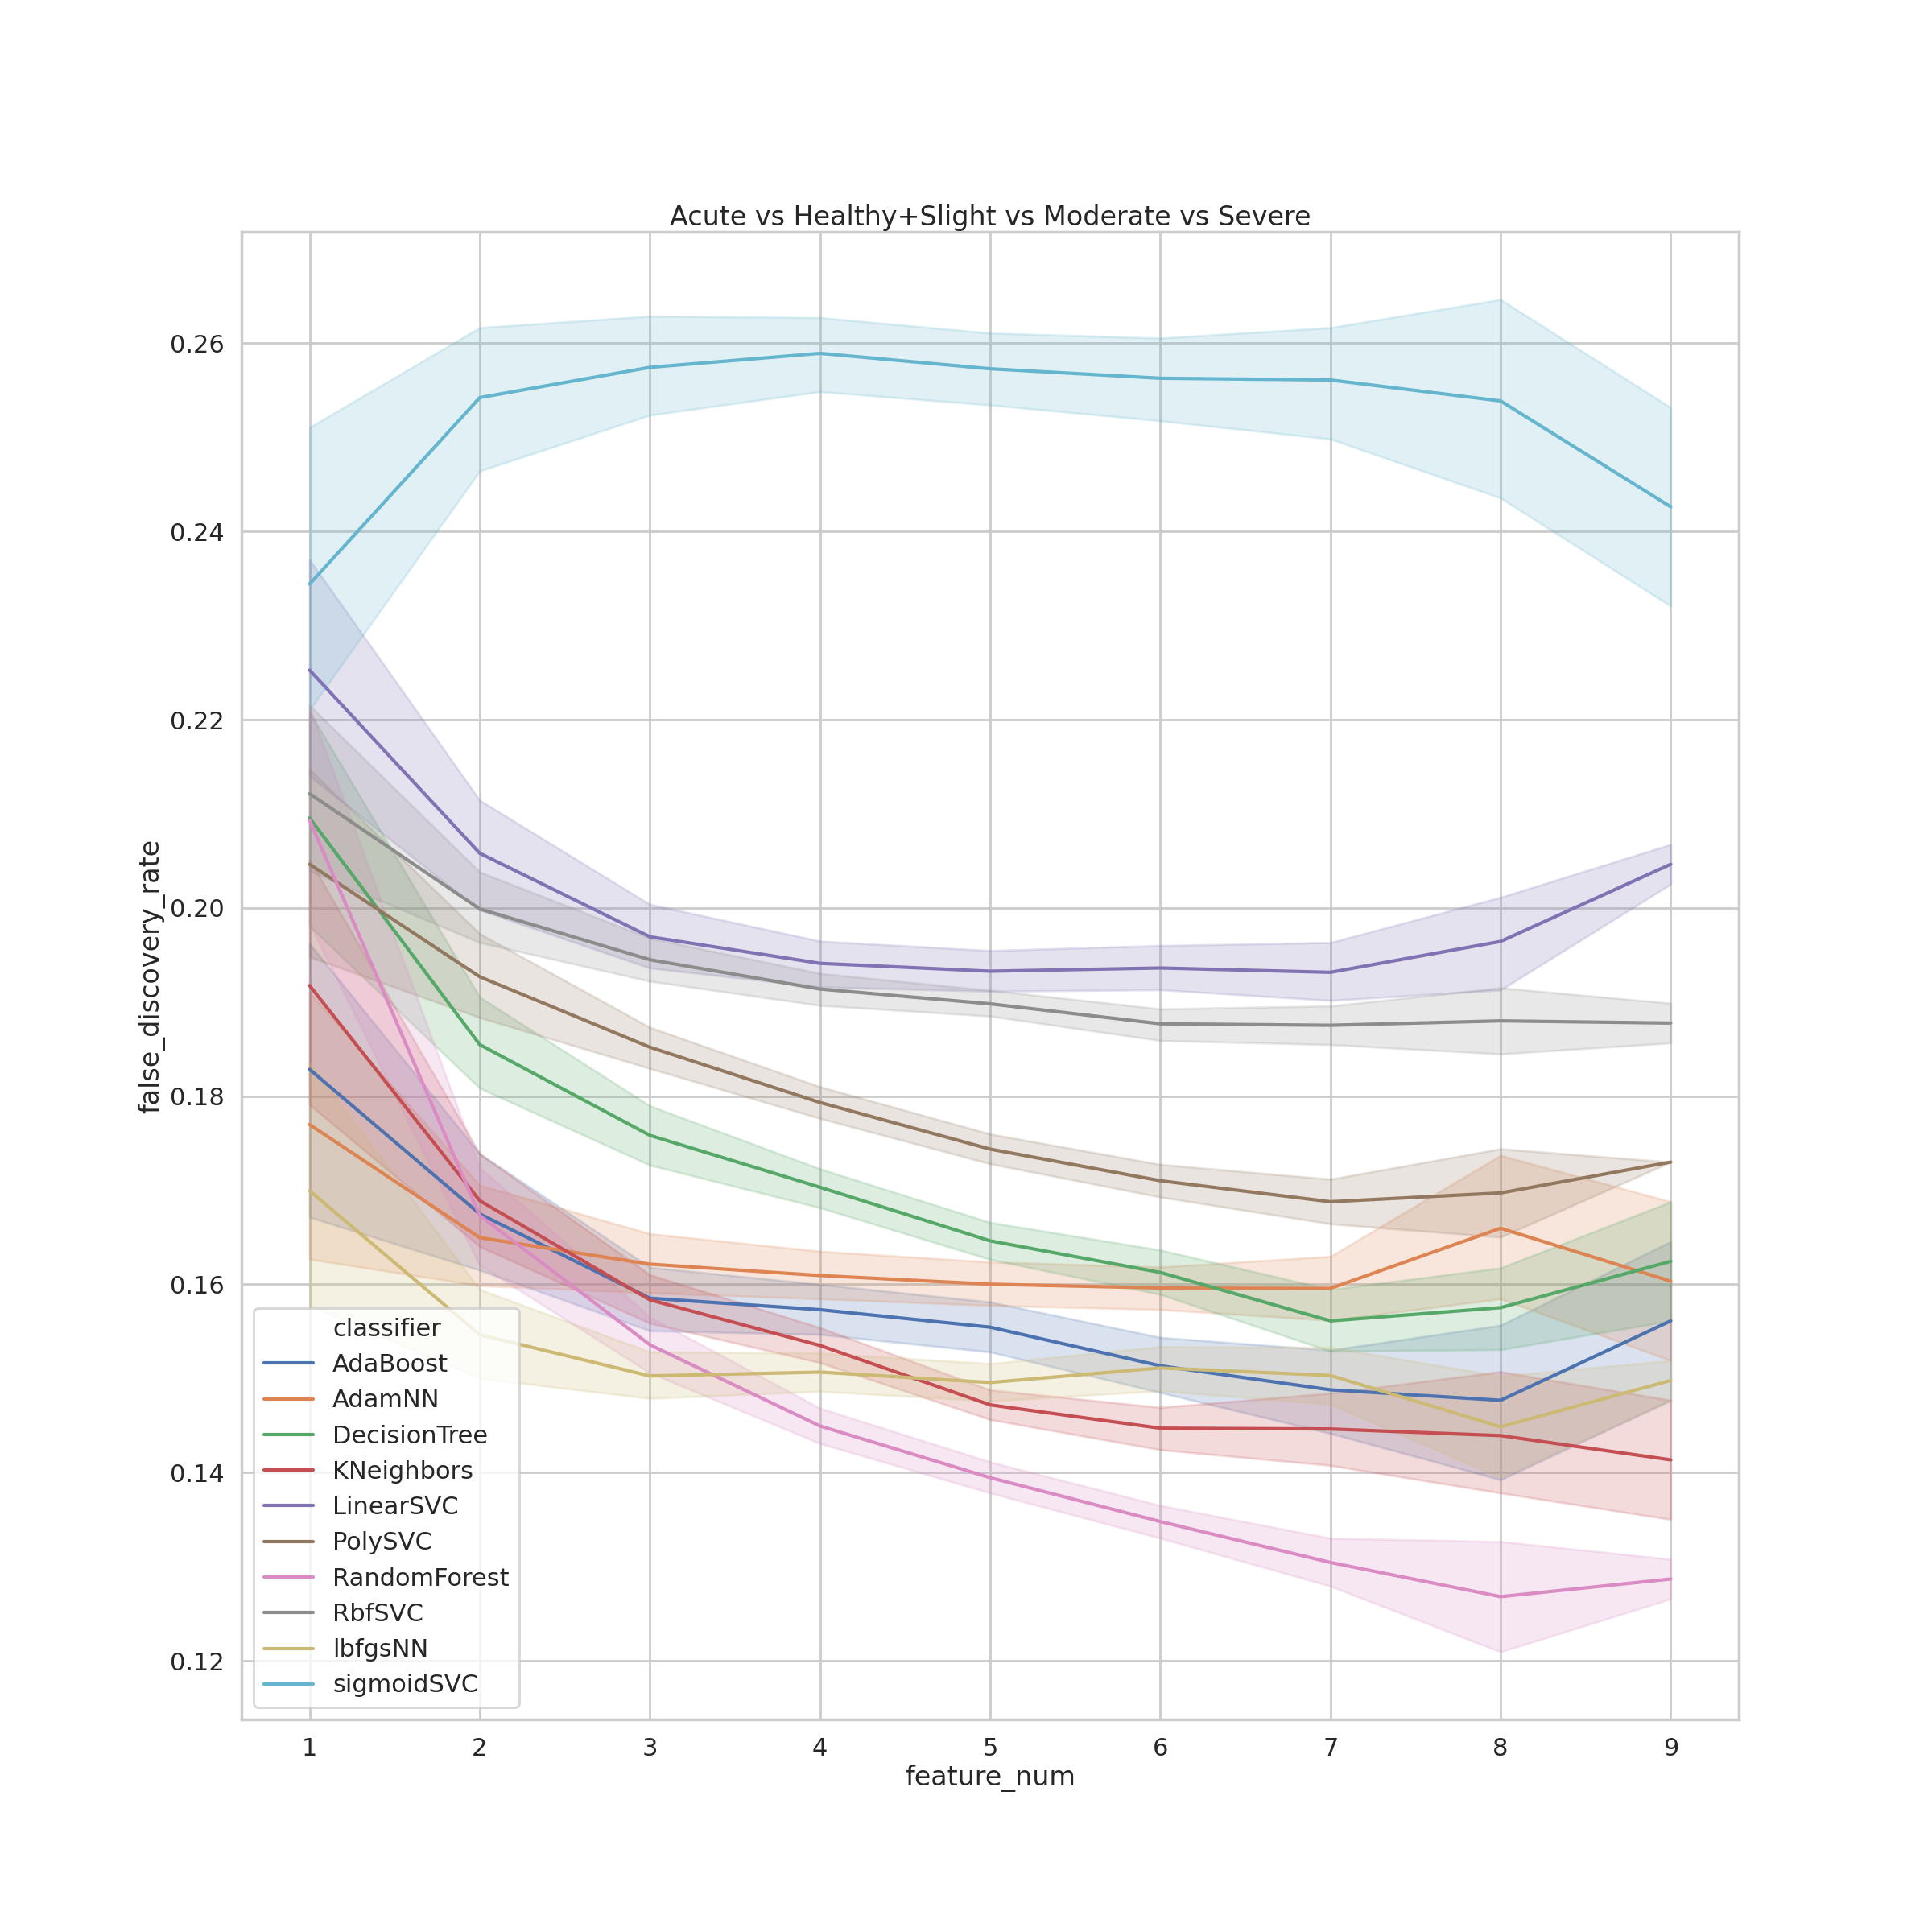 Acute vs Healthy+Slight vs Moderate vs Severe
false_discovery_rate
0.26
0.24
0.22
0.20
0.18
0.16
0.14
0.12
classifier
AdaBoost
AdamNN
DecisionTree
KNeighbors
LinearSVC
PolySVC
RandomForest
RbfSVC
lbfgsNN
sigmoidSVC
1 2 3 4 5 6 7 8 9
feature_num